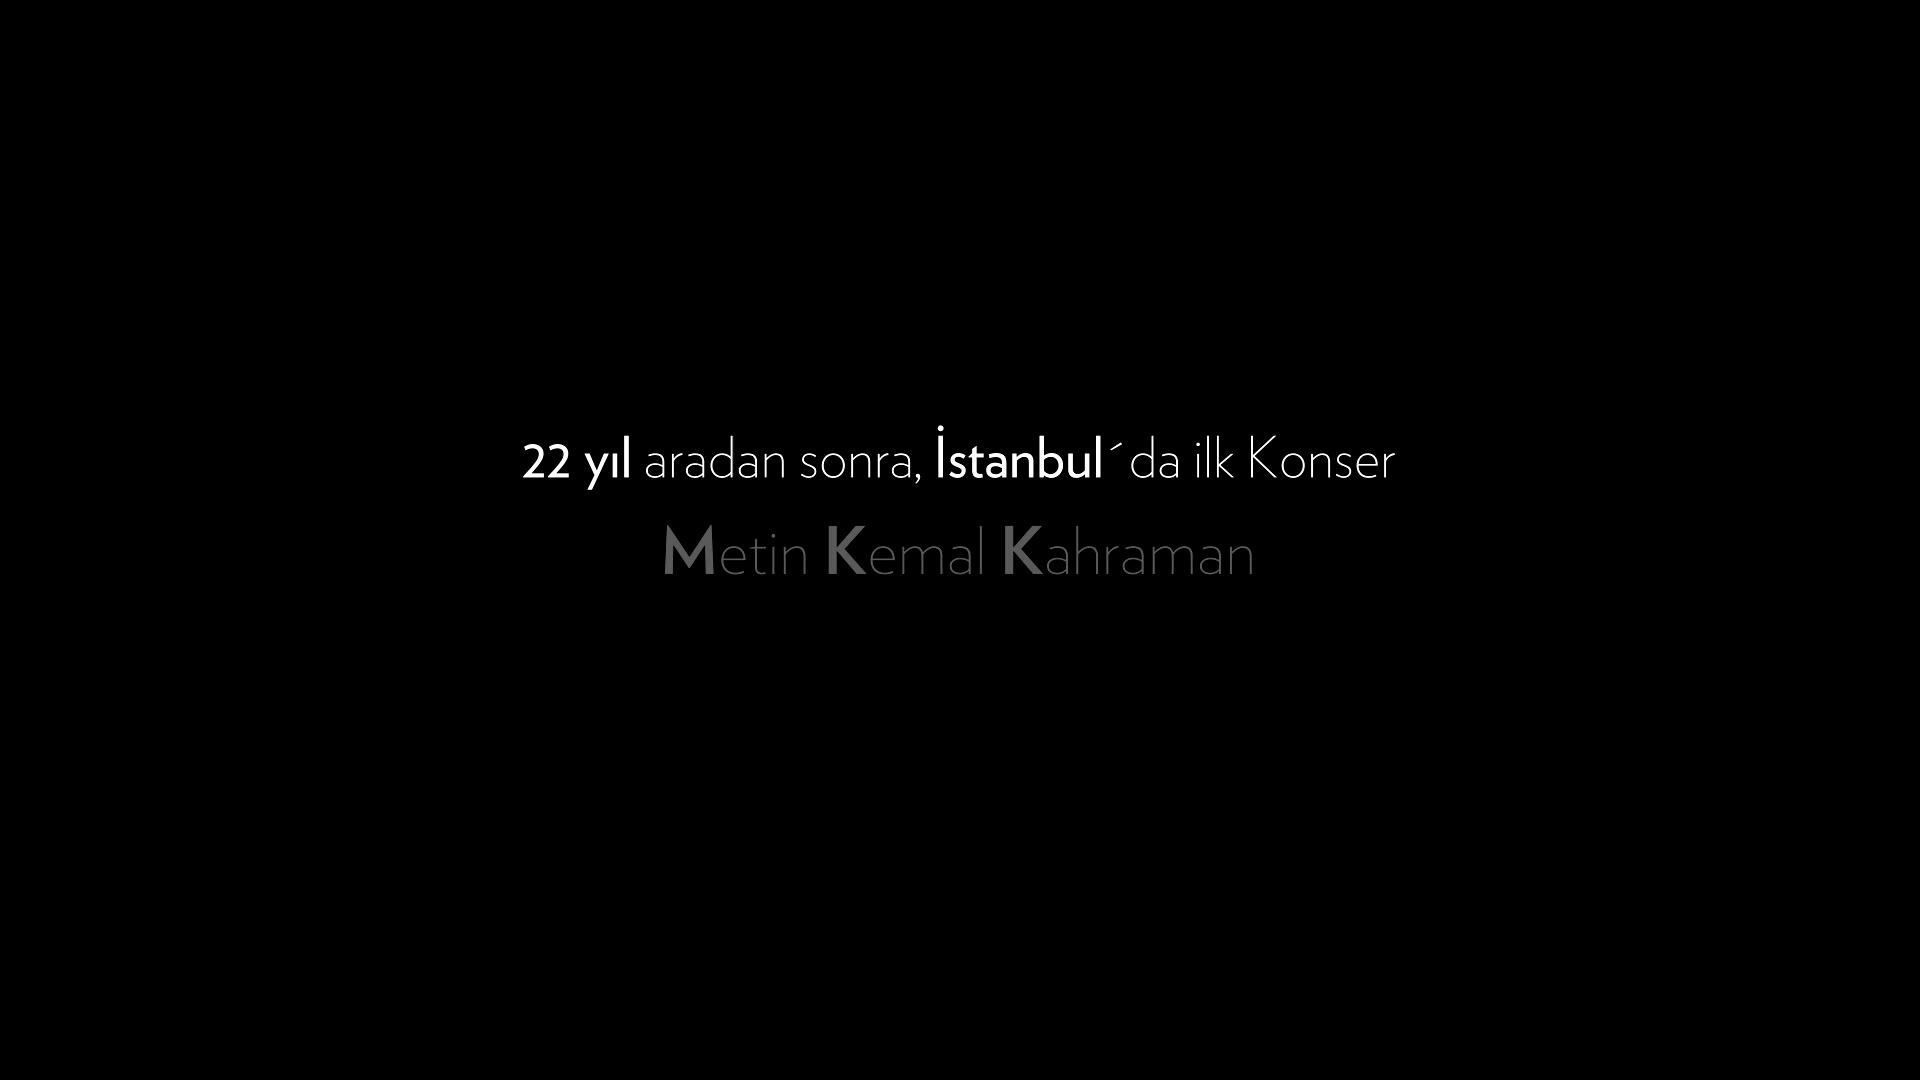 22 yıl aradan sonra, İstanbul´da ilk Konser
Metin Kemal Kahraman